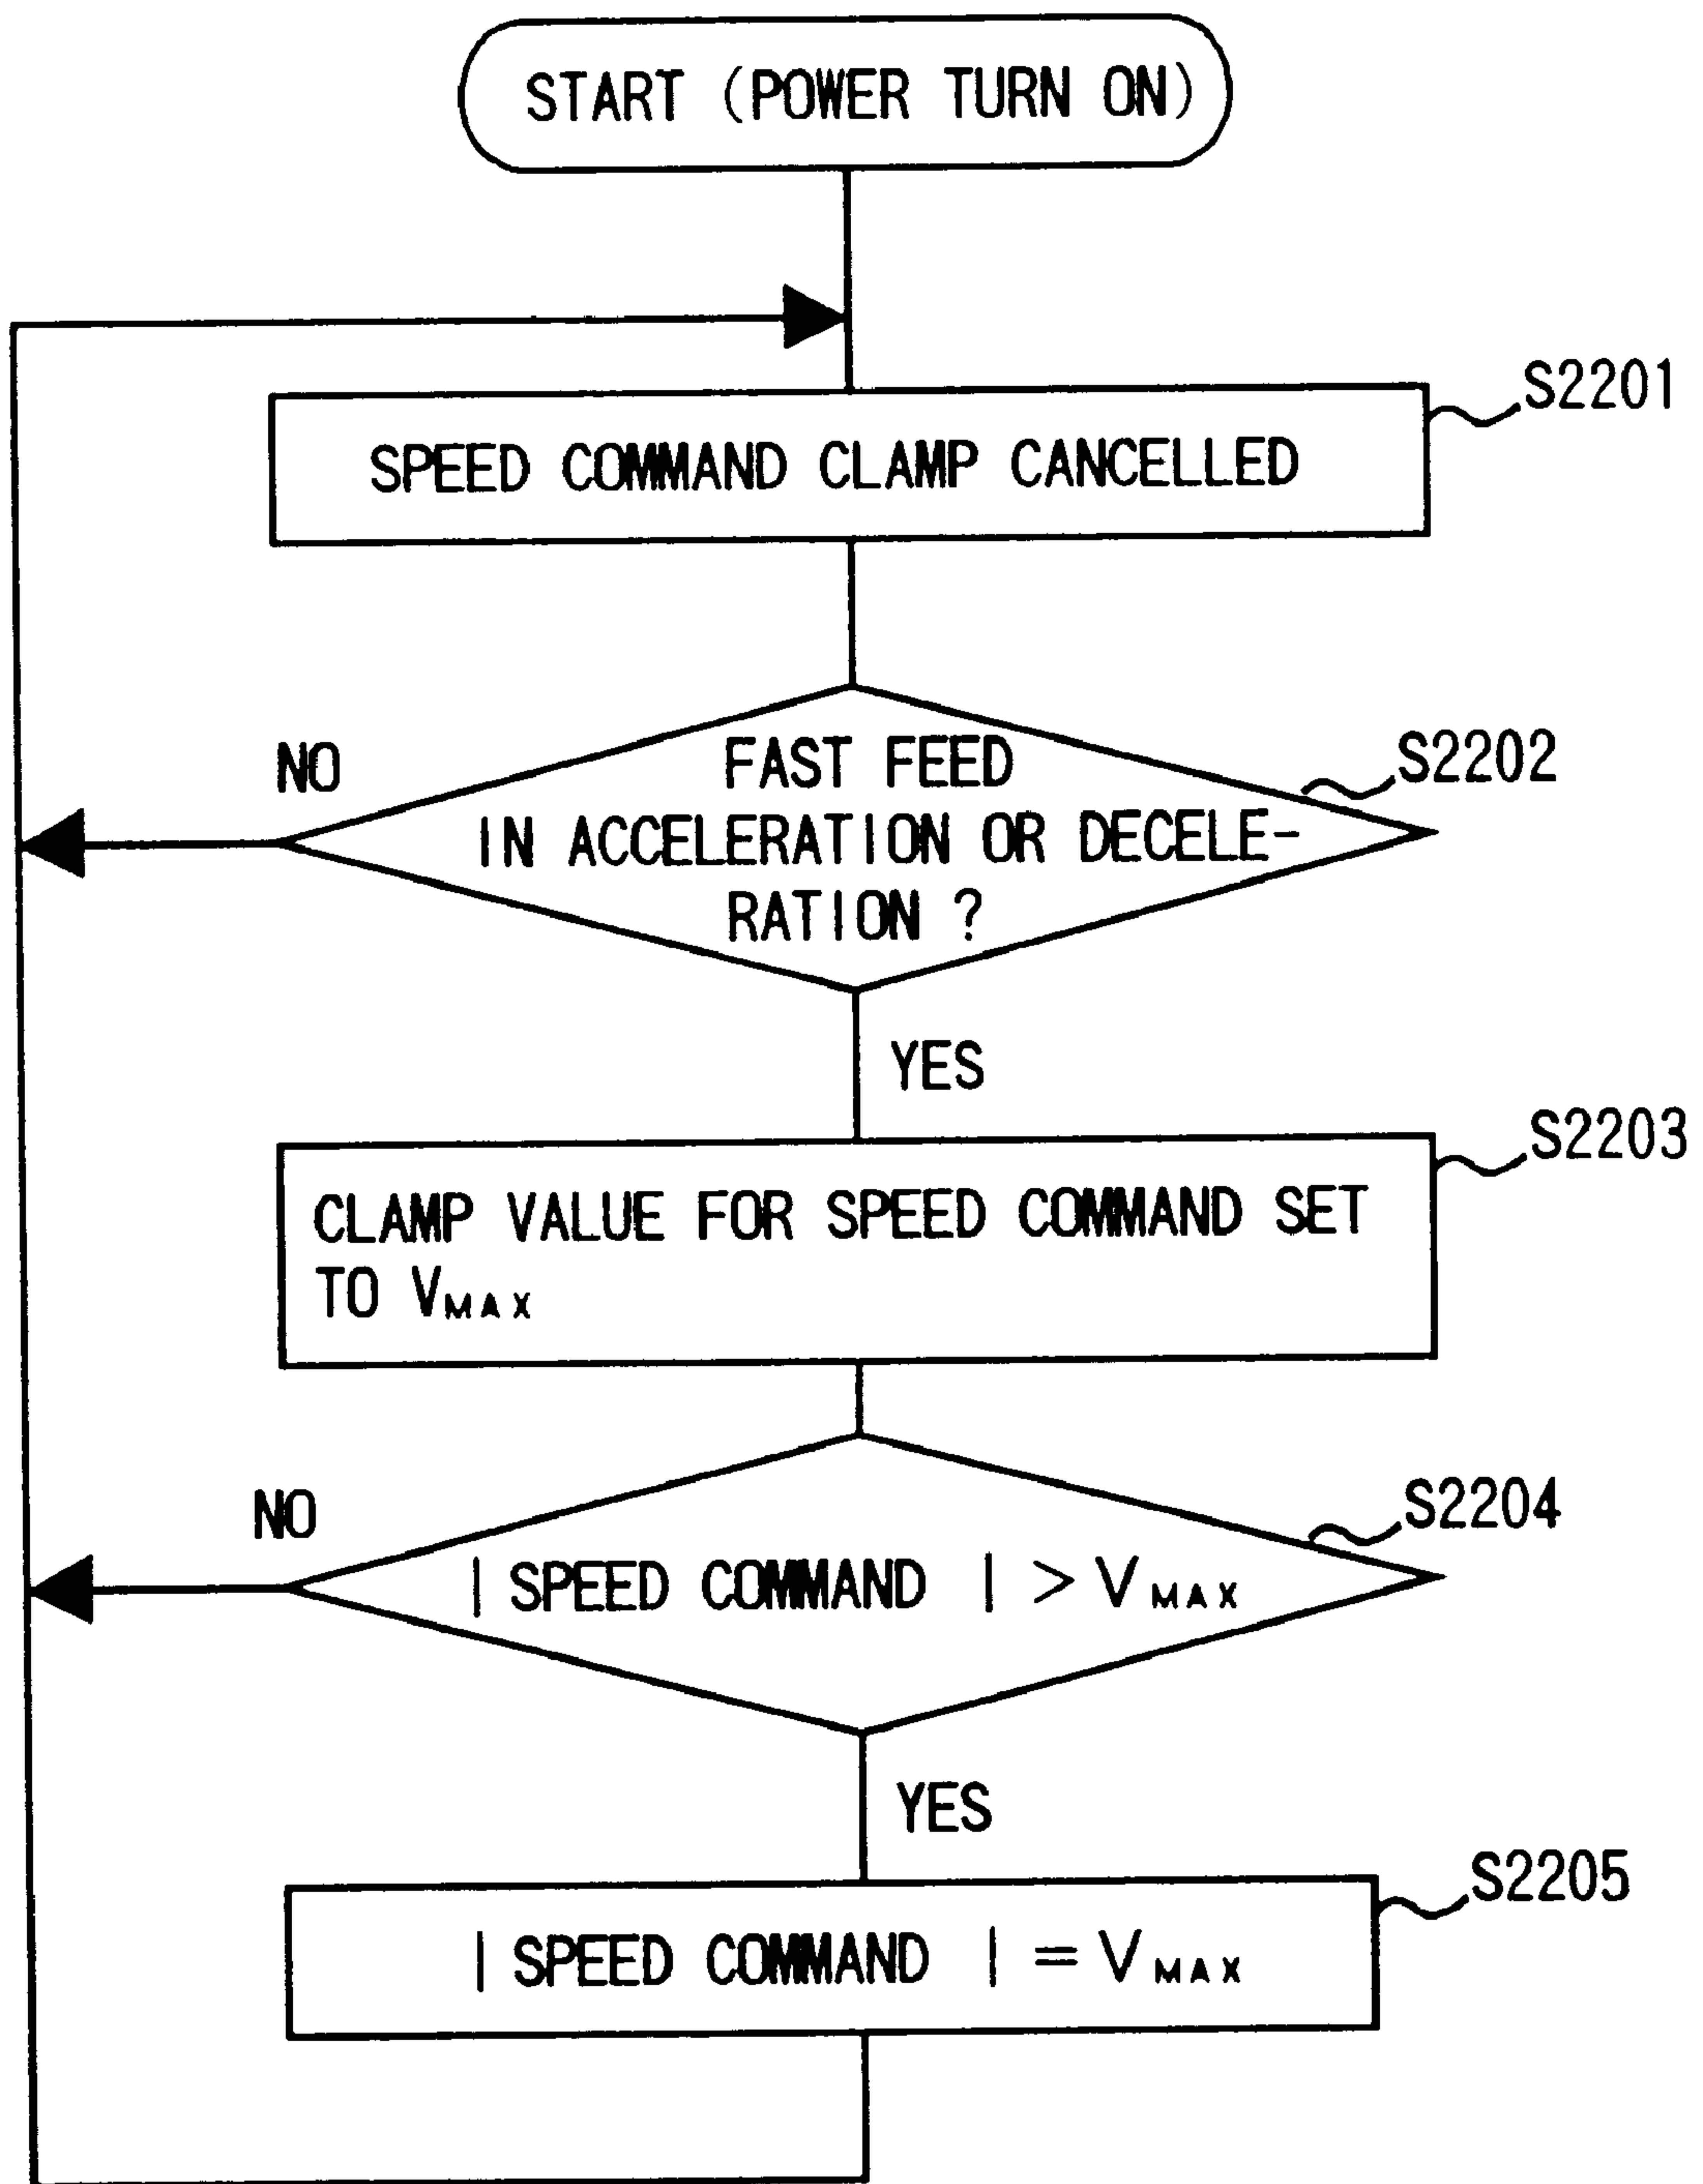 START (POWER TURN ON)
S2201
SPEED COMMAND CLAMP CANCELLED
S2202
NO
FAST FEED
IN ACCELERATION OR DECELE-
RATION ?
YES
S2203
CLAMP VALUE FOR SPEED COMMAND SET
TO VMAX
S2204
NO
| SPEED COMMAND | > VMAX
YES
S2205
| SPEED COMMAND | = VMAX